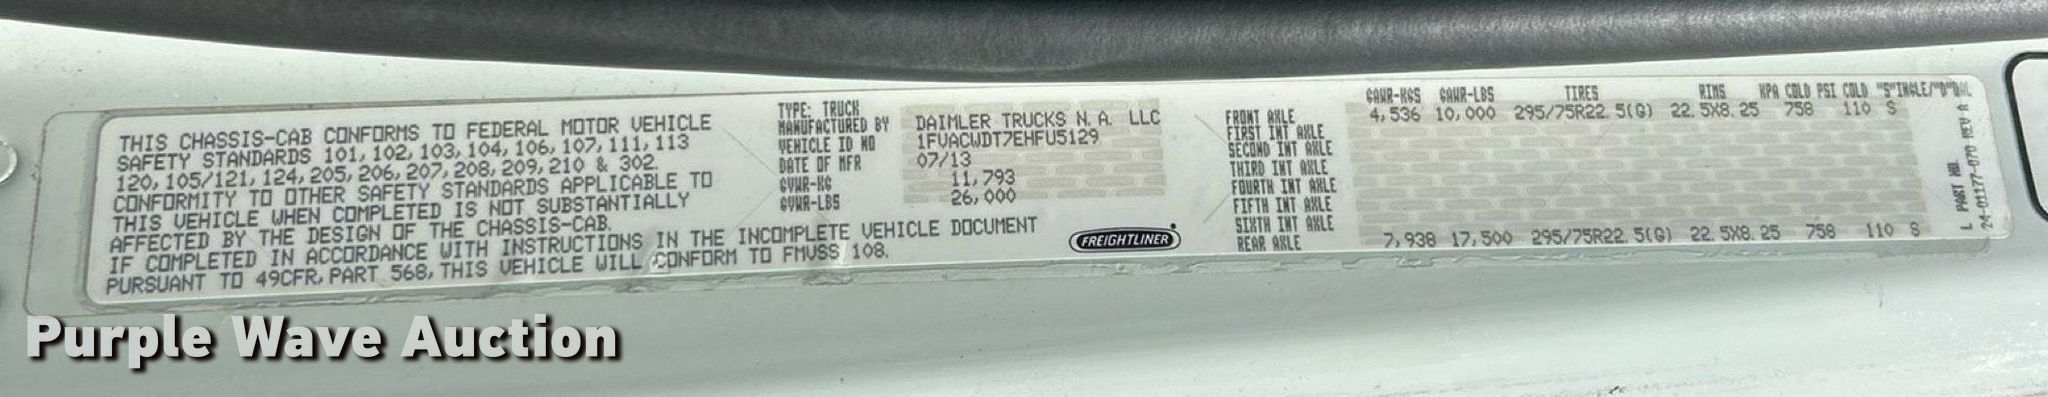 THIS CHASSIS-CAB CONFORMS TO FEDERAL MOTOR VEHICLE
SAFETY STANDARDS 101, 102, 103, 104, 106, 107, 111, 113
120, 105/121, 124, 205, 206, 207, 208, 209, 210 & 302.
CONFORMITY TO OTHER SAFETY STANDARDS APPLICABLE TO
THIS VEHICLE WHEN COMPLETED IS NOT SUBSTANTIALLY
AFFECTED BY THE DESIGN OF THE CHASSIS-CAB.
IF COMPLETED IN ACCORDANCE WITH INSTRUCTIONS IN THE INCOMPLETE VEHICLE DOCUMENT
PURSUANT TO 49CFR, PART 568, THIS VEHICLE WILL CONFORM TO FMVSS 108.
TYPE: TRUCK
MANUFACTURED BY DAIMLER TRUCKS N.A. LLC
VEHICLE ID NO 1FVACWDT7EHFU5129
DATE OF MFR 07/13
GVWR-KG 11,793
GVWR-LBS 26,000
FREIGHTLINER
GAWR-KGS GAWR-LBS TIRES RIMS KPA COLD PSI COLD "S"INGLE/"D"UAL
FRONT AXLE 4,536 10,000 295/75R22.5(G) 22.5X8.25 758 110 S
FIRST INT AXLE
SECOND INT AXLE
THIRD INT AXLE
FOURTH INT AXLE
FIFTH INT AXLE
SIXTH INT AXLE
REAR AXLE 7,938 17,500 295/75R22.5(G) 22.5X8.25 758 110 S
L PART NO.
24-01177-070 REV A
Purple Wave Auction